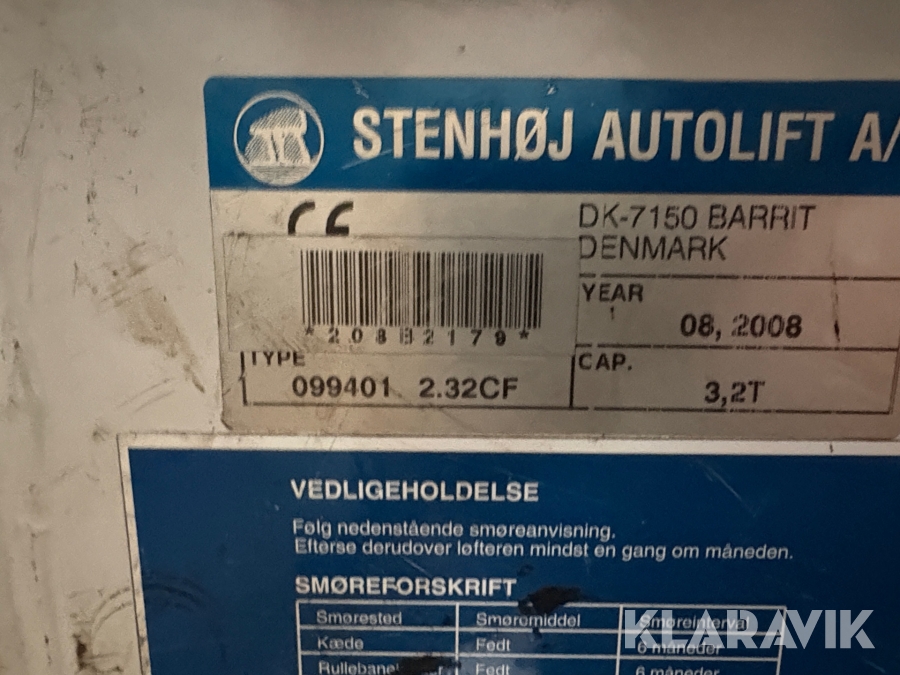 STENHØJ AUTOLIFT A/
CE
DK-7150 BARRIT
DENMARK
YEAR
08, 2008
*20832179*
TYPE
099401 2.32CF
CAP.
3,2T
VEDLIGEHOLDELSE
Følg nedenstående smøreanvisning.
Efterse derudover løfteren mindst en gang om måneden.
SMØREFORSKRIFT
Smørested Smøremiddel Smøreinterval
Kæde Fedt 6 måneder
Fedt 6 måneder
KLARAVIK